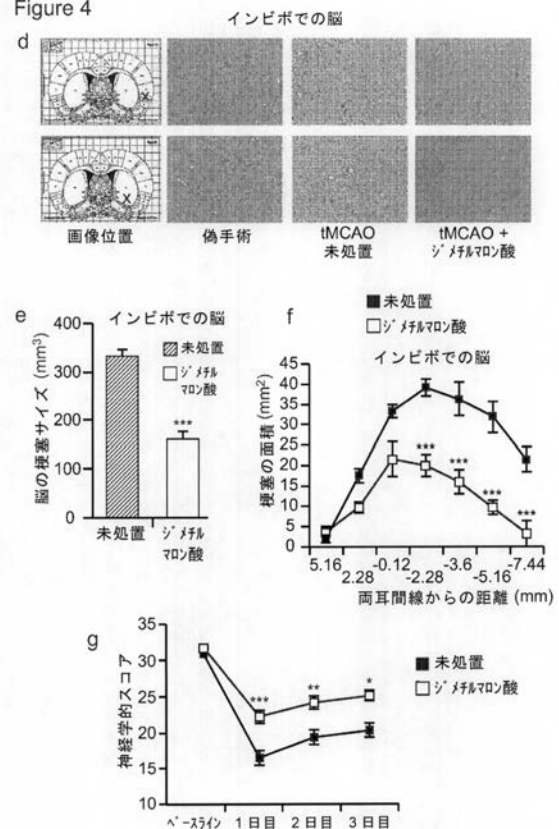 Figure 4
インビボでの脳
d
画像位置
偽手術
tMCAO
未処置
tMCAO +
ジメチルマロン酸
e
インビボでの脳
脳の梗塞サイズ (mm³)
400
300
200
100
0
未処置
ジメチル
マロン酸
***
未処置
ジメチル
マロン酸
f
未処置
ジメチルマロン酸
インビボでの脳
梗塞の面積 (mm²)
45
40
35
30
25
20
15
10
5
0
***
***
***
***
5.16 -0.12 -3.6 -7.44
2.28 -2.28 -5.16
両耳間線からの距離 (mm)
g
神経学的スコア
35
30
25
20
15
10
***
**
*
未処置
ジメチルマロン酸
ベースライン 1日目 2日目 3日目